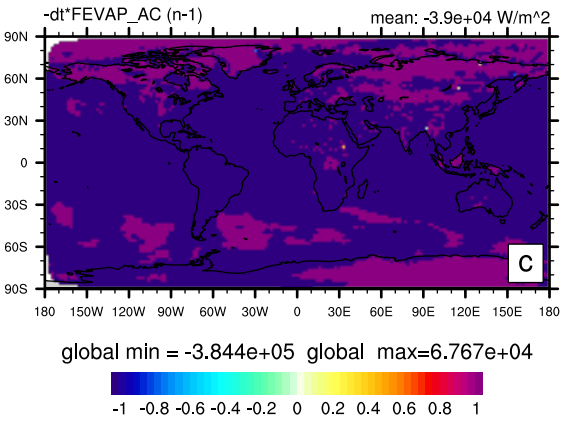 -dt*FEVAP_AC (n-1) mean: -3.9e+04 W/m^2
90N
60N
30N
0
30S
60S
90S
C
180 150W 120W 90W 60W 30W 0 30E 60E 90E 120E 150E 180
global min = -3.844e+05 global max=6.767e+04
-1 -0.8 -0.6 -0.4 -0.2 0 0.2 0.4 0.6 0.8 1